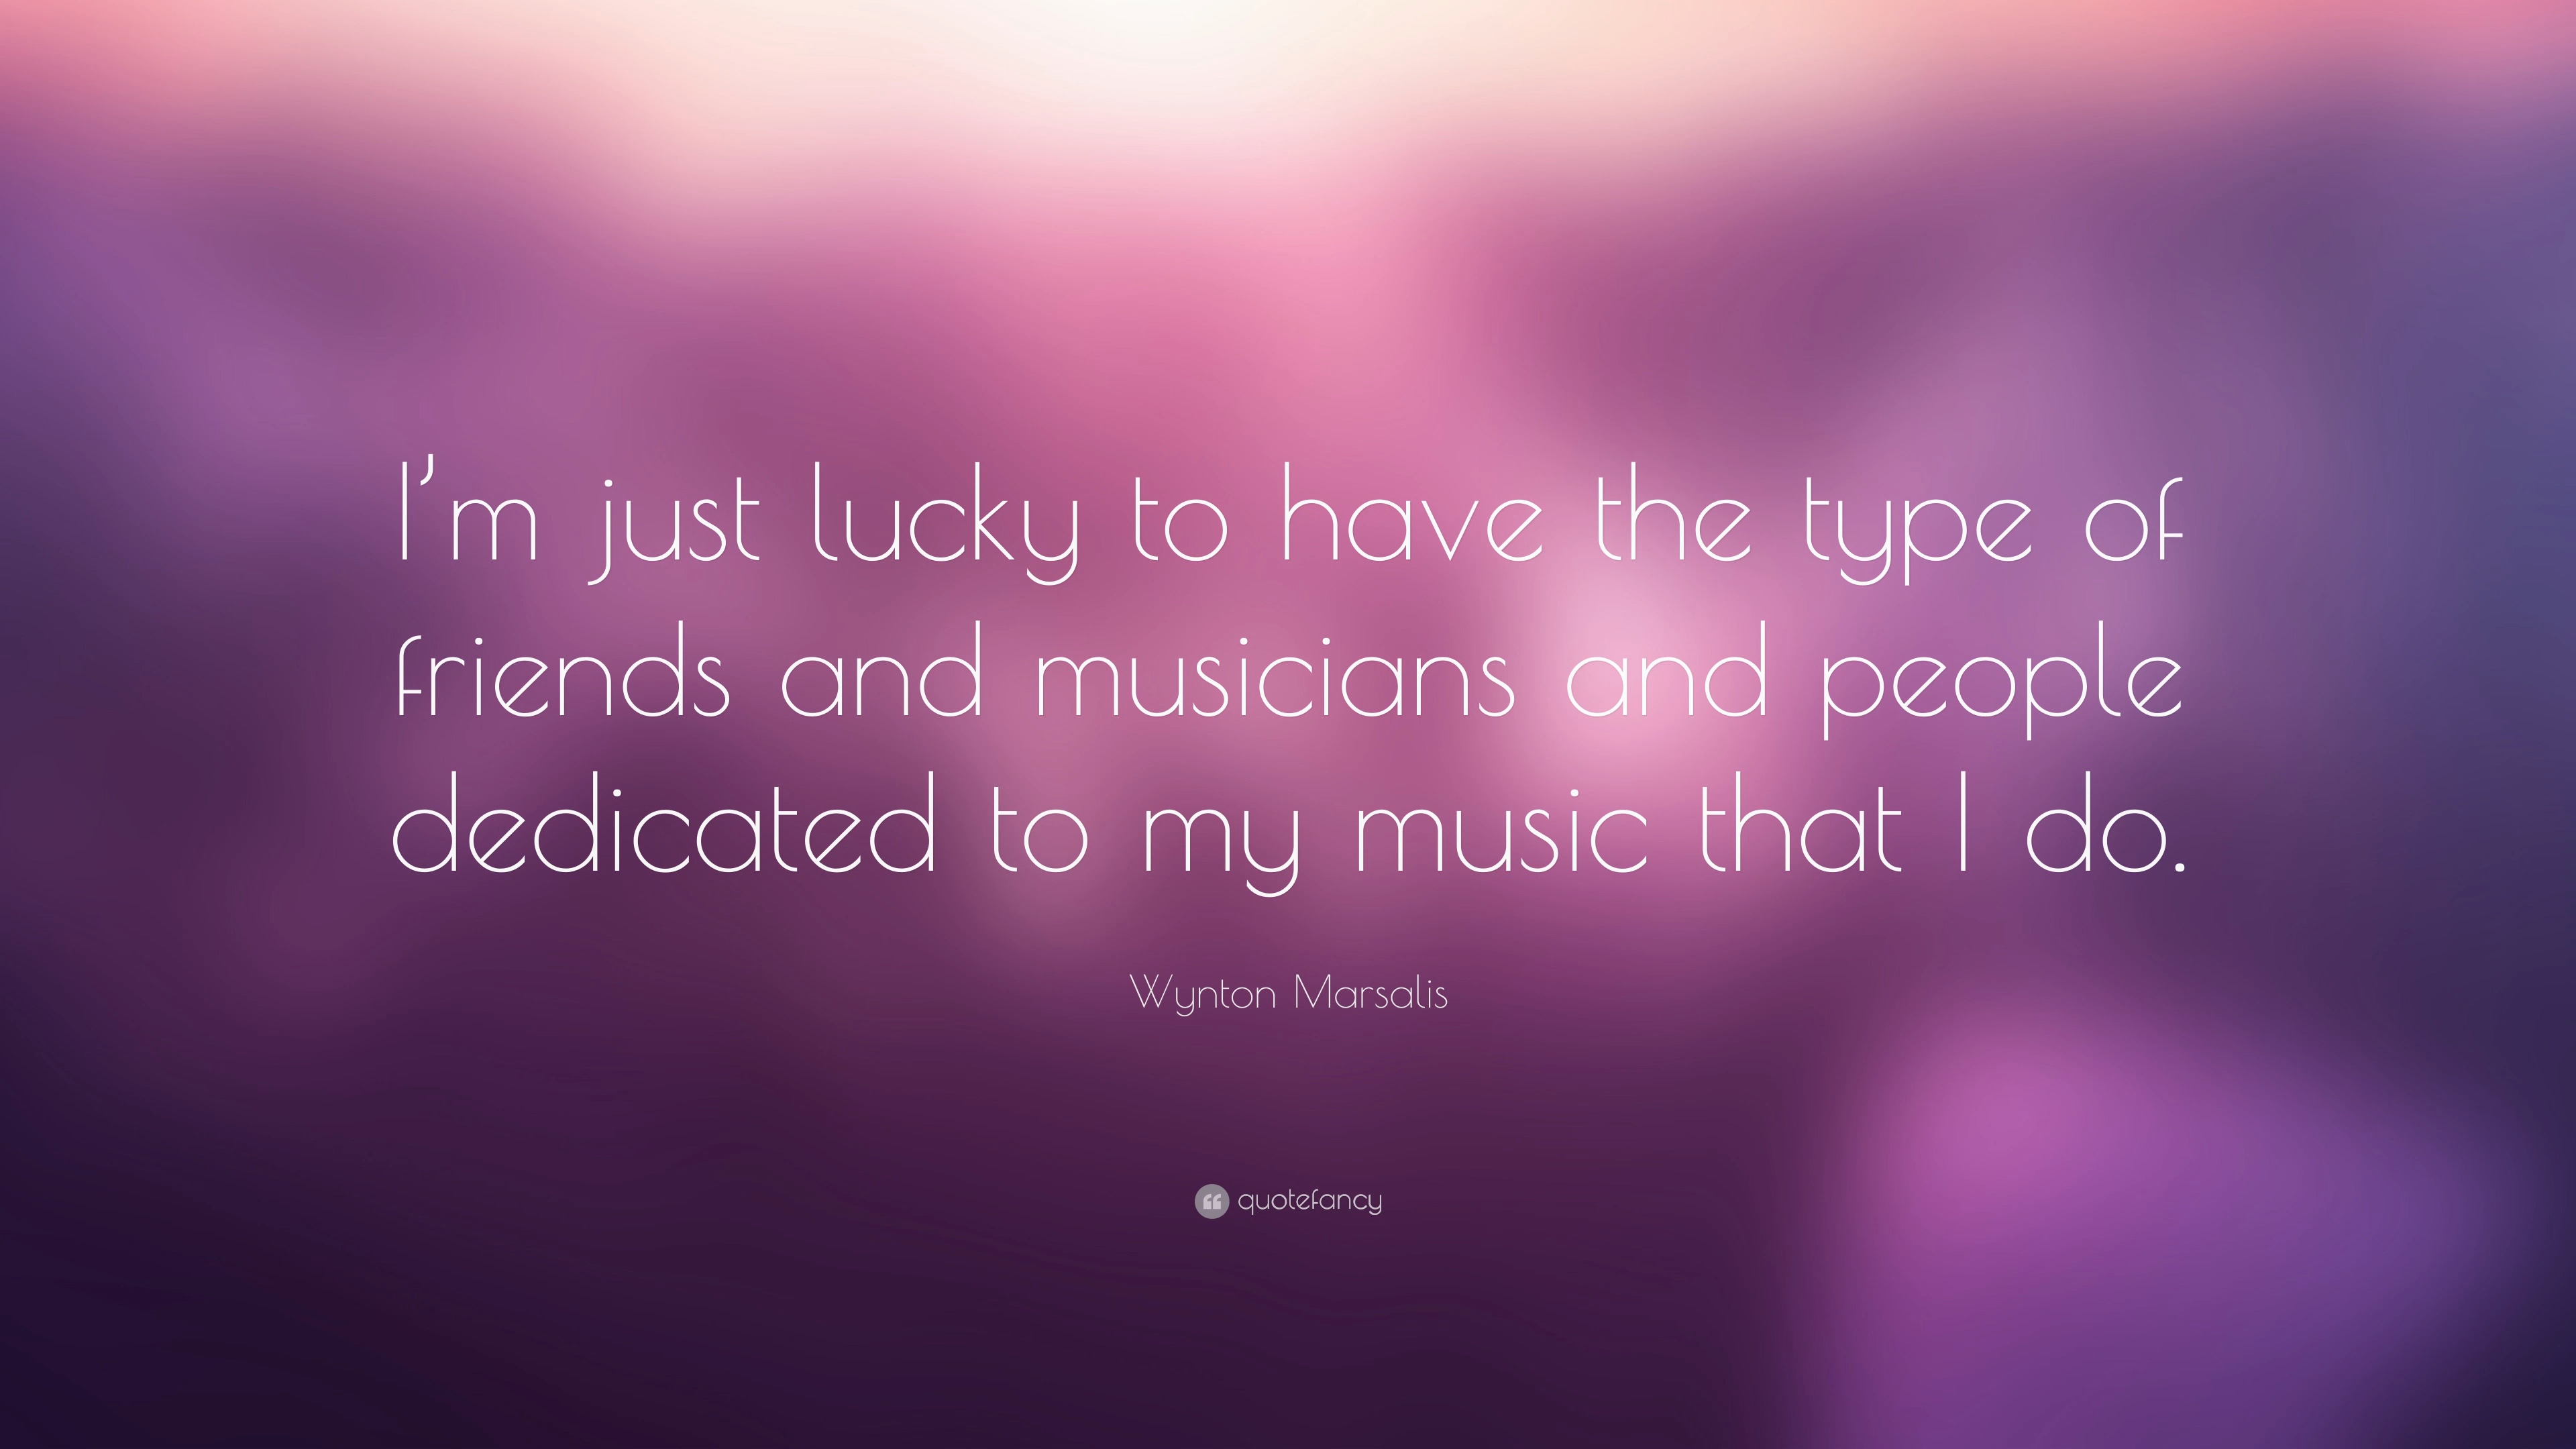 I’m just lucky to have the type of
friends and musicians and people
dedicated to my music that I do.
Wynton Marsalis
quotefancy